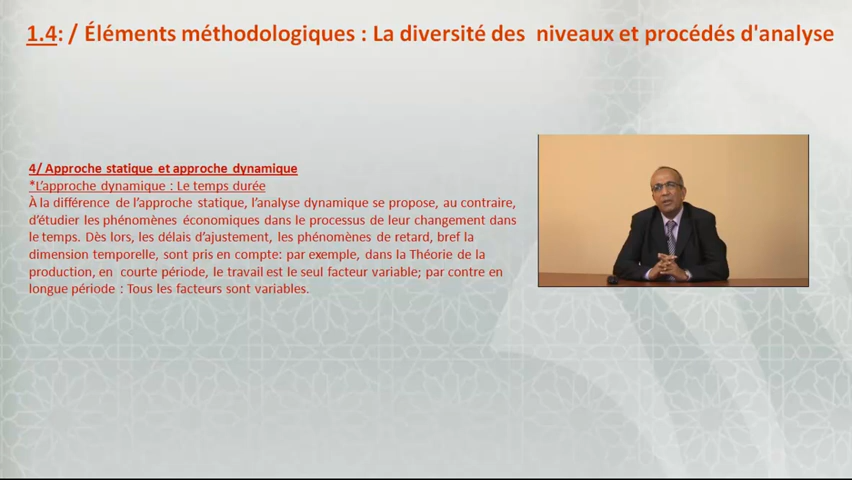 1.4: / Éléments méthodologiques : La diversité des niveaux et procédés d'analyse
4/ Approche statique et approche dynamique
*L'approche dynamique : Le temps durée
À la différence de l'approche statique, l'analyse dynamique se propose, au contraire,
d'étudier les phénomènes économiques dans le processus de leur changement dans
le temps. Dès lors, les délais d'ajustement, les phénomènes de retard, bref la
dimension temporelle, sont pris en compte: par exemple, dans la Théorie de la
production, en courte période, le travail est le seul facteur variable; par contre en
longue période : Tous les facteurs sont variables.